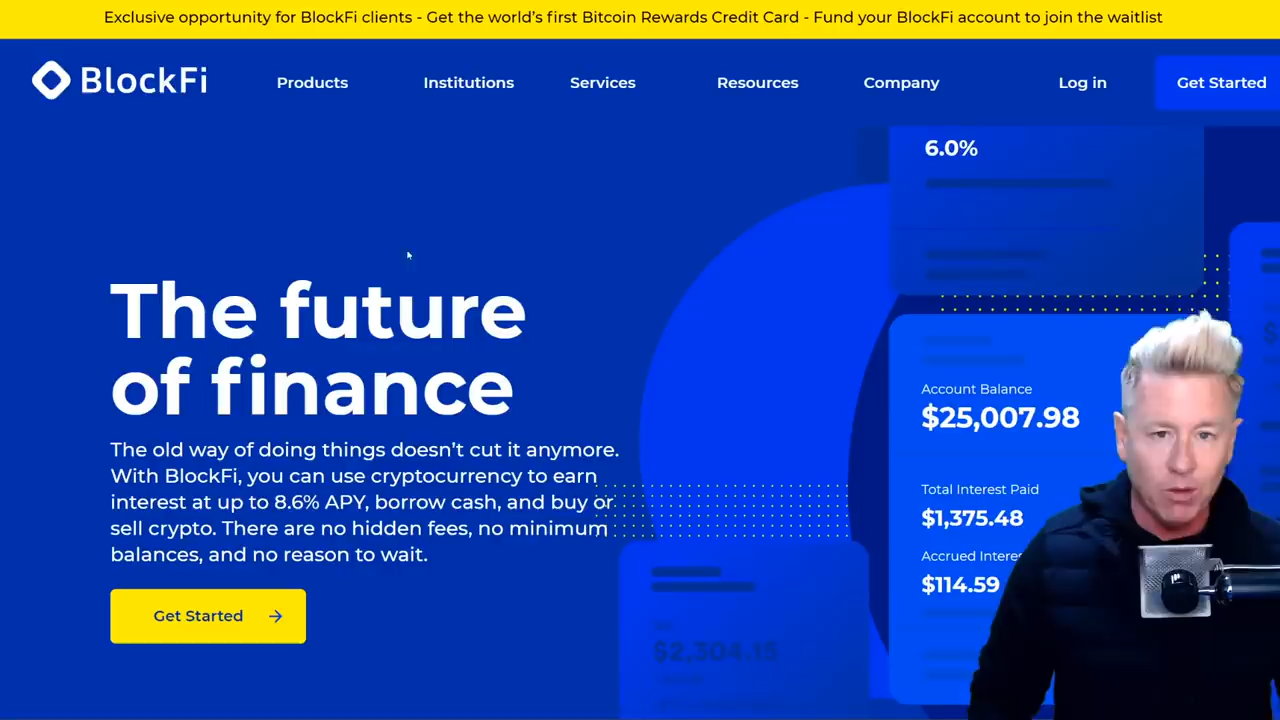 Exclusive opportunity for BlockFi clients - Get the world's first Bitcoin Rewards Credit Card - Fund your BlockFi account to join the waitlist
BlockFi
Products
Institutions
Services
Resources
Company
Log in
Get Started
6.0%
The future
of finance
The old way of doing things doesn't cut it anymore.
With BlockFi, you can use cryptocurrency to earn
interest at up to 8.6% APY, borrow cash, and buy or
sell crypto. There are no hidden fees, no minimum
balances, and no reason to wait.
Get Started
Account Balance
$25,007.98
Total Interest Paid
$1,375.48
Accrued
$114.59
$2,304.15